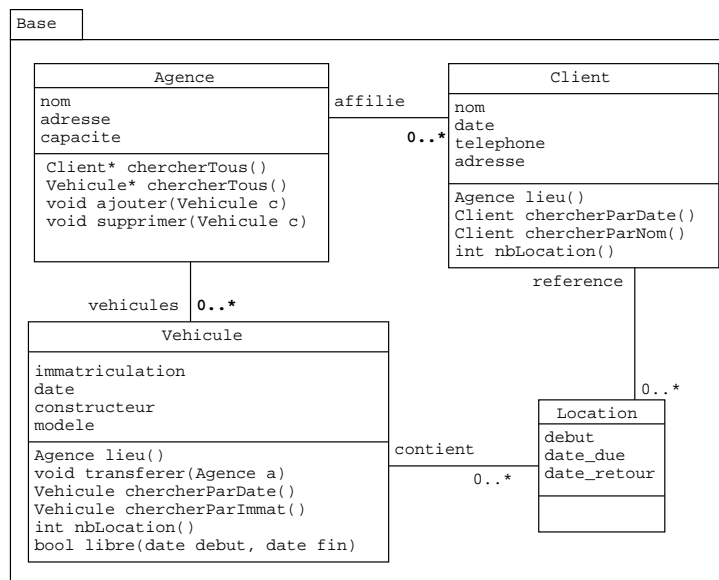 Base
Agence
nom
adresse
capacite
Client* chercherTous()
Vehicule* chercherTous()
void ajouter(Vehicule c)
void supprimer(Vehicule c)
affilie
0..*
Client
nom
date
telephone
adresse
Agence lieu()
Client chercherParDate()
Client chercherParNom()
int nbLocation()
vehicules
0..*
reference
0..*
Vehicule
immatriculation
date
constructeur
modele
Agence lieu()
void transferer(Agence a)
Vehicule chercherParDate()
Vehicule chercherParImmat()
int nbLocation()
bool libre(date debut, date fin)
contient
0..*
Location
debut
date_due
date_retour